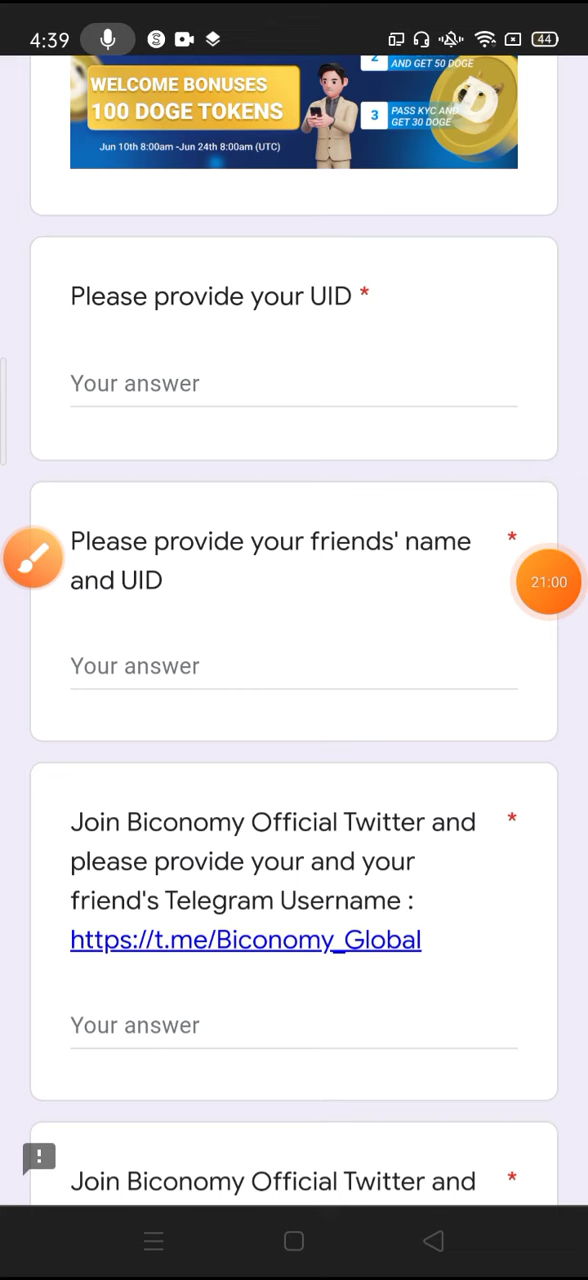 4:39
44
WELCOME BONUSES
100 DOGE TOKENS
Jun 10th 8:00am -Jun 24th 8:00am (UTC)
2
AND GET 50 DOGE
3
PASS KYC AND
GET 30 DOGE
Please provide your UID *
Your answer
Please provide your friends' name *
and UID
21:00
Your answer
Join Biconomy Official Twitter and *
please provide your and your
friend's Telegram Username :
https://t.me/Biconomy_Global
Your answer
Join Biconomy Official Twitter and *